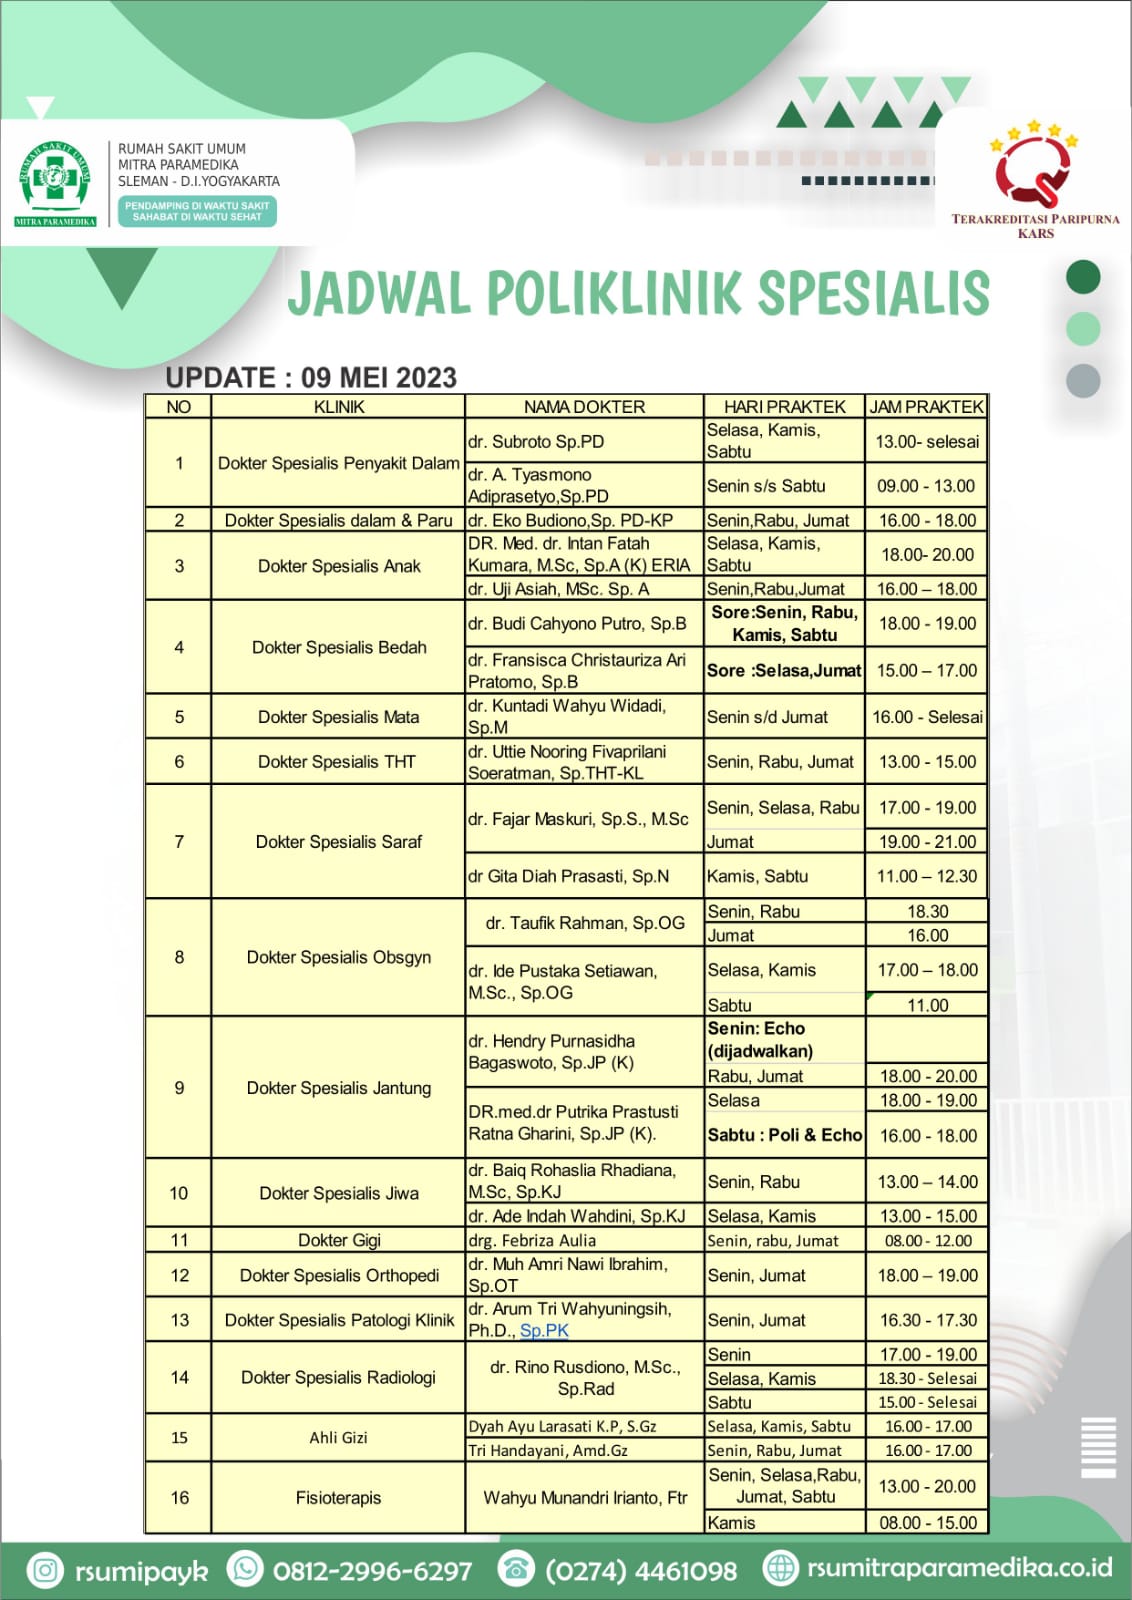 RUMAH SAKIT UMUM
MITRA PARAMEDIKA
SLEMAN - D.I.YOGYAKARTA
PENDAMPING DI WAKTU SAKIT
SAHABAT DI WAKTU SEHAT
RUMAH SAKIT UMUM
MITRA PARAMEDIKA
TERAKREDITASI PARIPURNA
KARS
JADWAL POLIKLINIK SPESIALIS
UPDATE : 09 MEI 2023
NO KLINIK NAMA DOKTER HARI PRAKTEK JAM PRAKTEK
1 Dokter Spesialis Penyakit Dalam
dr. Subroto Sp.PD
Selasa, Kamis,
Sabtu
13.00- selesai
dr. A. Tyasmono
Adiprasetyo,Sp.PD
Senin s/s Sabtu
09.00 - 13.00
2 Dokter Spesialis dalam & Paru dr. Eko Budiono,Sp. PD-KP Senin,Rabu, Jumat 16.00 - 18.00
3 Dokter Spesialis Anak
DR. Med. dr. Intan Fatah
Kumara, M.Sc, Sp.A (K) ERIA
Selasa, Kamis,
Sabtu
18.00- 20.00
dr. Uji Asiah, MSc. Sp. A Senin,Rabu,Jumat 16.00 – 18.00
4 Dokter Spesialis Bedah
dr. Budi Cahyono Putro, Sp.B
Sore:Senin, Rabu,
Kamis, Sabtu
18.00 - 19.00
dr. Fransisca Christauriza Ari
Pratomo, Sp.B
Sore :Selasa,Jumat
15.00 – 17.00
5 Dokter Spesialis Mata
dr. Kuntadi Wahyu Widadi,
Sp.M
Senin s/d Jumat
16.00 - Selesai
6 Dokter Spesialis THT
dr. Uttie Nooring Fivaprilani
Soeratman, Sp.THT-KL
Senin, Rabu, Jumat
13.00 - 15.00
7 Dokter Spesialis Saraf
dr. Fajar Maskuri, Sp.S., M.Sc
Senin, Selasa, Rabu 17.00 - 19.00
Jumat 19.00 - 21.00
dr Gita Diah Prasasti, Sp.N Kamis, Sabtu 11.00 – 12.30
8 Dokter Spesialis Obsgyn
dr. Taufik Rahman, Sp.OG
Senin, Rabu 18.30
Jumat 16.00
dr. Ide Pustaka Setiawan,
M.Sc., Sp.OG
Selasa, Kamis 17.00 – 18.00
Sabtu 11.00
9 Dokter Spesialis Jantung
dr. Hendry Purnasidha
Bagaswoto, Sp.JP (K)
Senin: Echo
(dijadwalkan)
Rabu, Jumat 18.00 - 20.00
DR.med.dr Putrika Prastusti
Ratna Gharini, Sp.JP (K).
Selasa 18.00 - 19.00
Sabtu : Poli & Echo 16.00 - 18.00
10 Dokter Spesialis Jiwa
dr. Baiq Rohaslia Rhadiana,
M.Sc, Sp.KJ
Senin, Rabu
13.00 – 14.00
dr. Ade Indah Wahdini, Sp.KJ Selasa, Kamis 13.00 - 15.00
11 Dokter Gigi drg. Febriza Aulia Senin, rabu, Jumat 08.00 - 12.00
12 Dokter Spesialis Orthopedi
dr. Muh Amri Nawi Ibrahim,
Sp.OT
Senin, Jumat
18.00 – 19.00
13 Dokter Spesialis Patologi Klinik
dr. Arum Tri Wahyuningsih,
Ph.D., Sp.PK
Senin, Jumat
16.30 - 17.30
14 Dokter Spesialis Radiologi
dr. Rino Rusdiono, M.Sc.,
Sp.Rad
Senin 17.00 - 19.00
Selasa, Kamis 18.30 - Selesai
Sabtu 15.00 - Selesai
15 Ahli Gizi
Dyah Ayu Larasati K.P, S.Gz Selasa, Kamis, Sabtu 16.00 - 17.00
Tri Handayani, Amd.Gz Senin, Rabu, Jumat 16.00 - 17.00
16 Fisioterapis Wahyu Munandri Irianto, Ftr
Senin, Selasa,Rabu,
Jumat, Sabtu
13.00 - 20.00
Kamis 08.00 - 15.00
rsumipayk 0812-2996-6297 (0274) 4461098 rsumitraparamedika.co.id